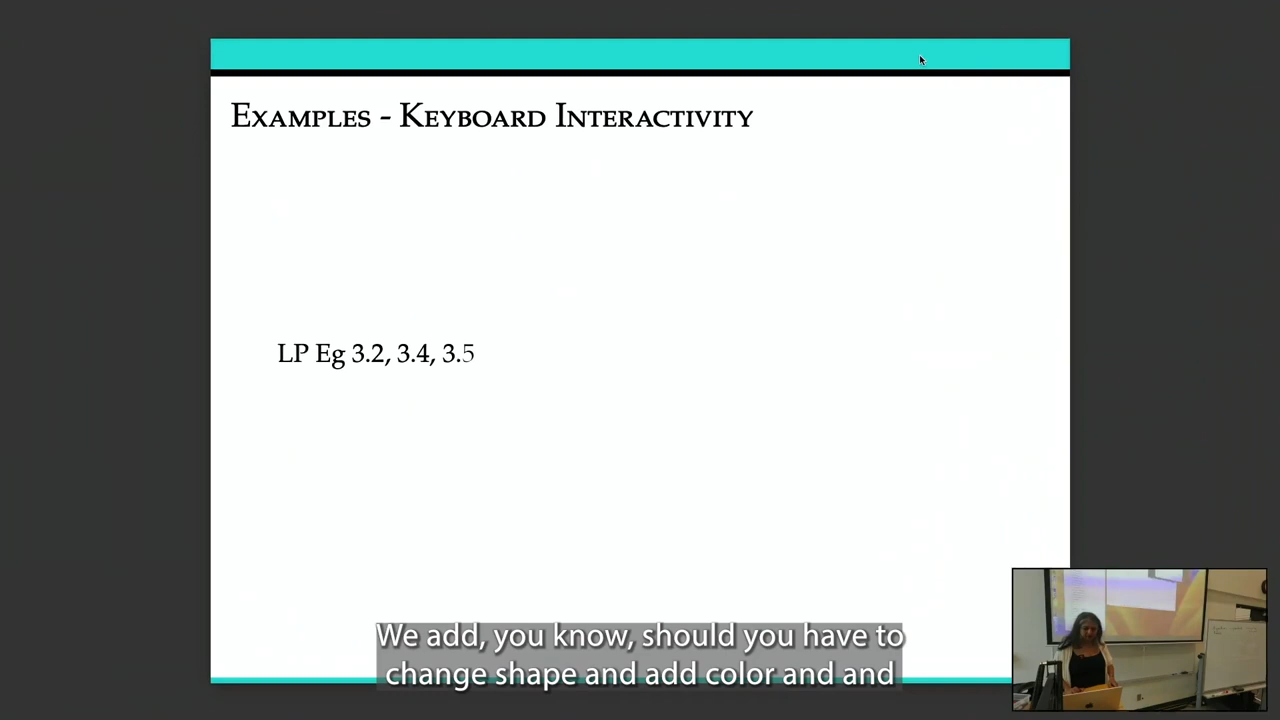 Examples - Keyboard Interactivity
LP Eg 3.2, 3.4, 3.5
We add, you know, should you have to
change shape and add color and and